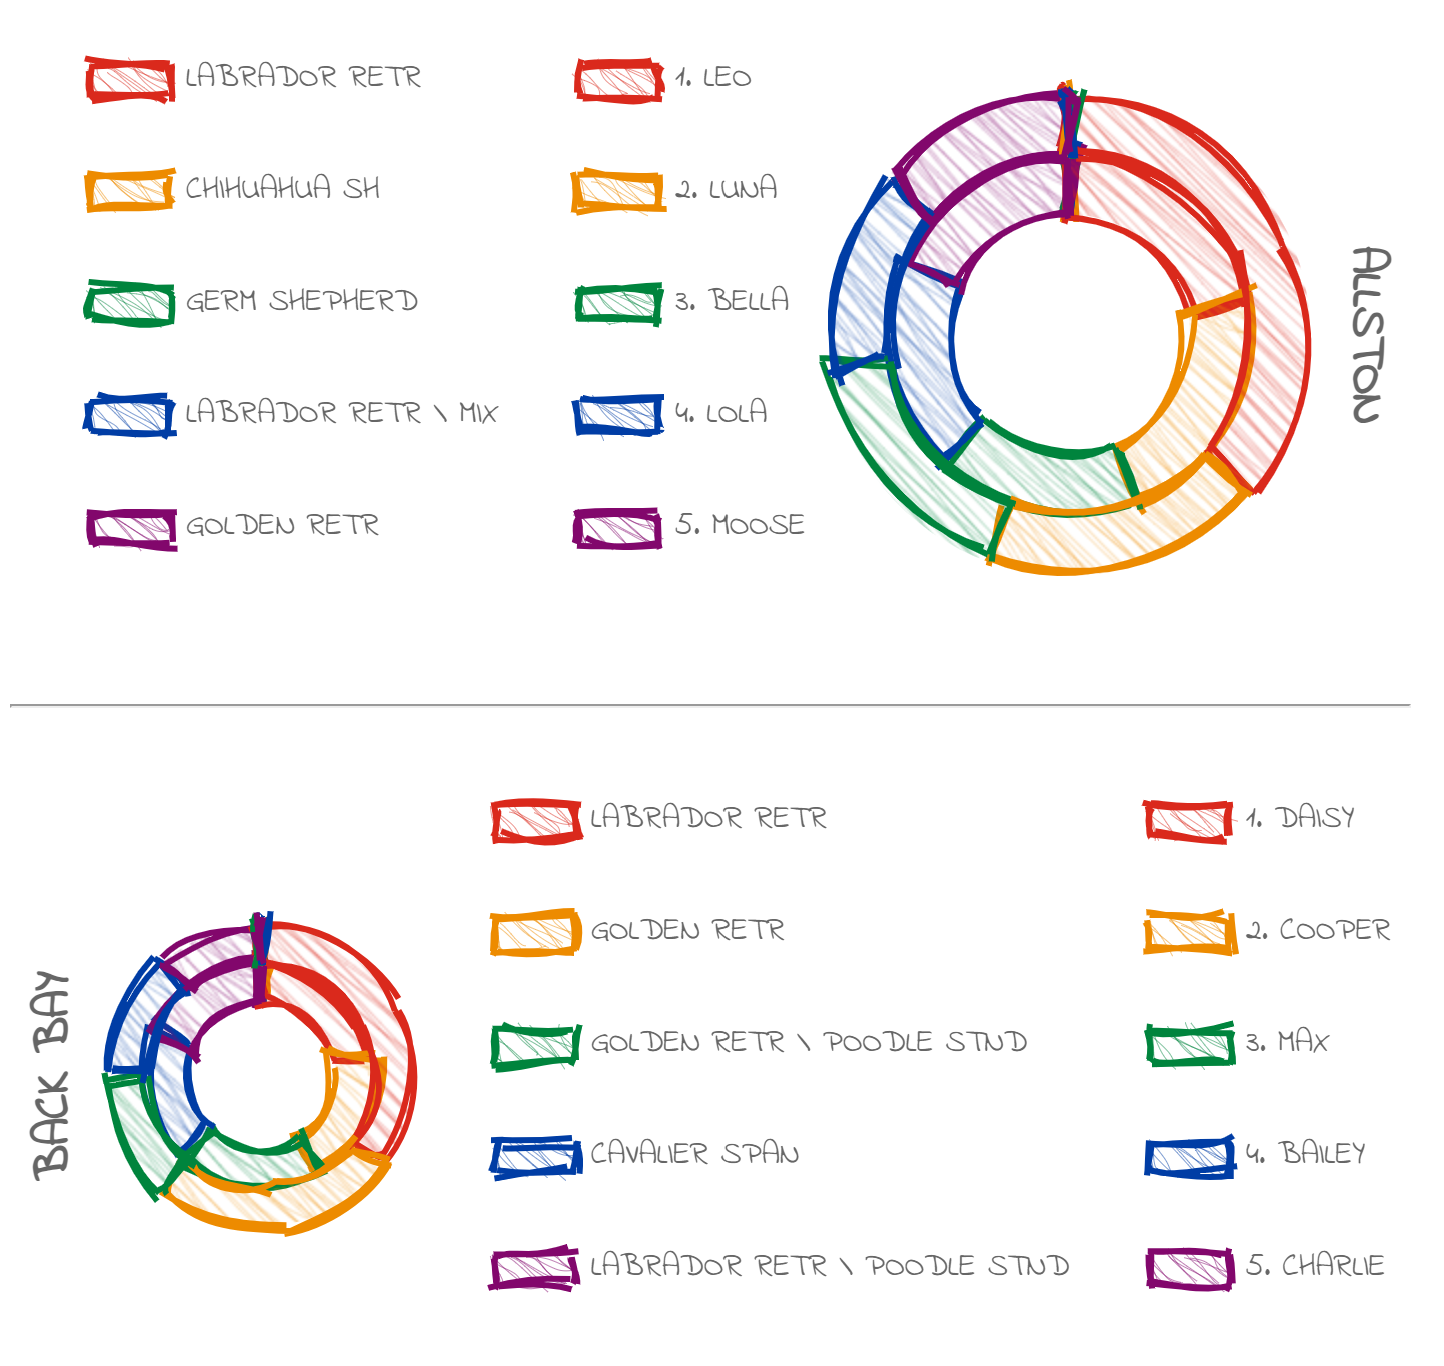 LABRADOR RETR
CHIHUAHUA SH
GERM SHEPHERD
LABRADOR RETR \ MIX
GOLDEN RETR
1. LEO
2. LUNA
3. BELLA
4. LOLA
5. MOOSE
ALLSTON
BACK BAY
LABRADOR RETR
GOLDEN RETR
GOLDEN RETR \ POODLE STND
CAVALIER SPAN
LABRADOR RETR \ POODLE STND
1. DAISY
2. COOPER
3. MAX
4. BAILEY
5. CHARLIE